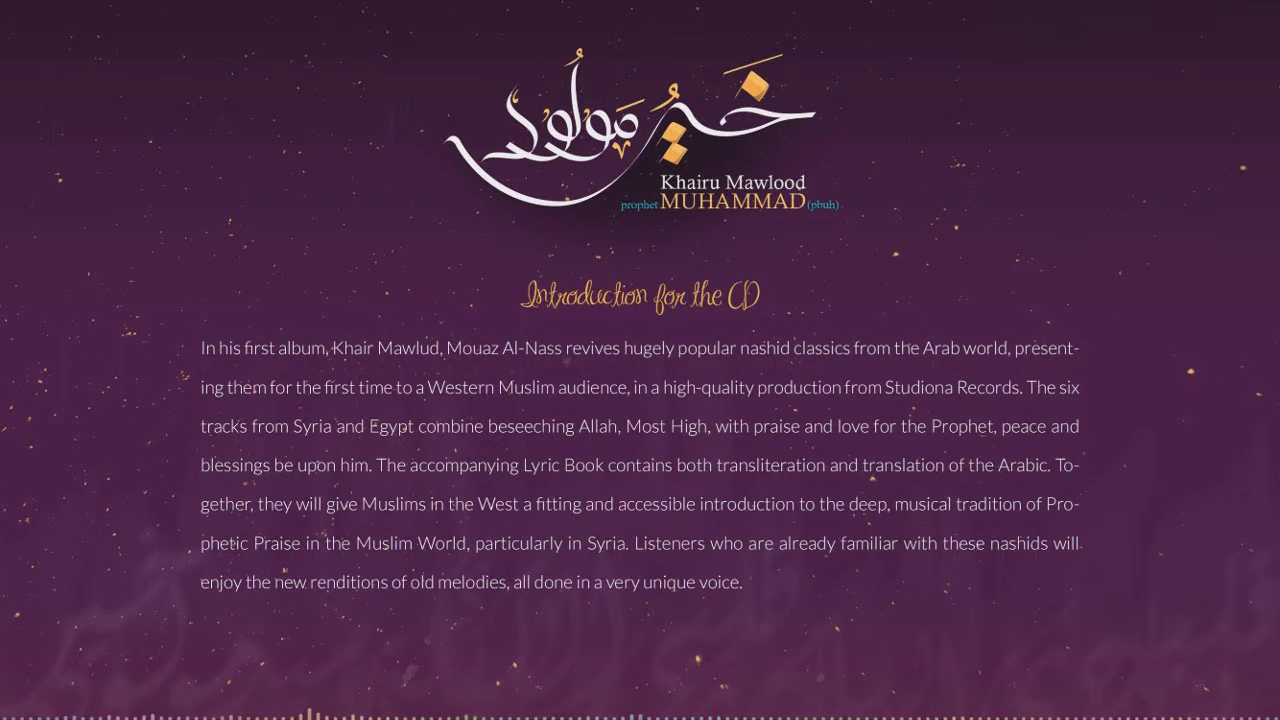 خَيرُ مَولُود
Khairu Mawlood
prophet MUHAMMAD (pbuh)
Introduction for the CD
In his first album, Khair Mawlud, Mouaz Al-Nass revives hugely popular nashid classics from the Arab world, present-
ing them for the first time to a Western Muslim audience, in a high-quality production from Studiona Records. The six
tracks from Syria and Egypt combine beseeching Allah, Most High, with praise and love for the Prophet, peace and
blessings be upon him. The accompanying Lyric Book contains both transliteration and translation of the Arabic. To-
gether, they will give Muslims in the West a fitting and accessible introduction to the deep, musical tradition of Pro-
phetic Praise in the Muslim World, particularly in Syria. Listeners who are already familiar with these nashids will
enjoy the new renditions of old melodies, all done in a very unique voice.